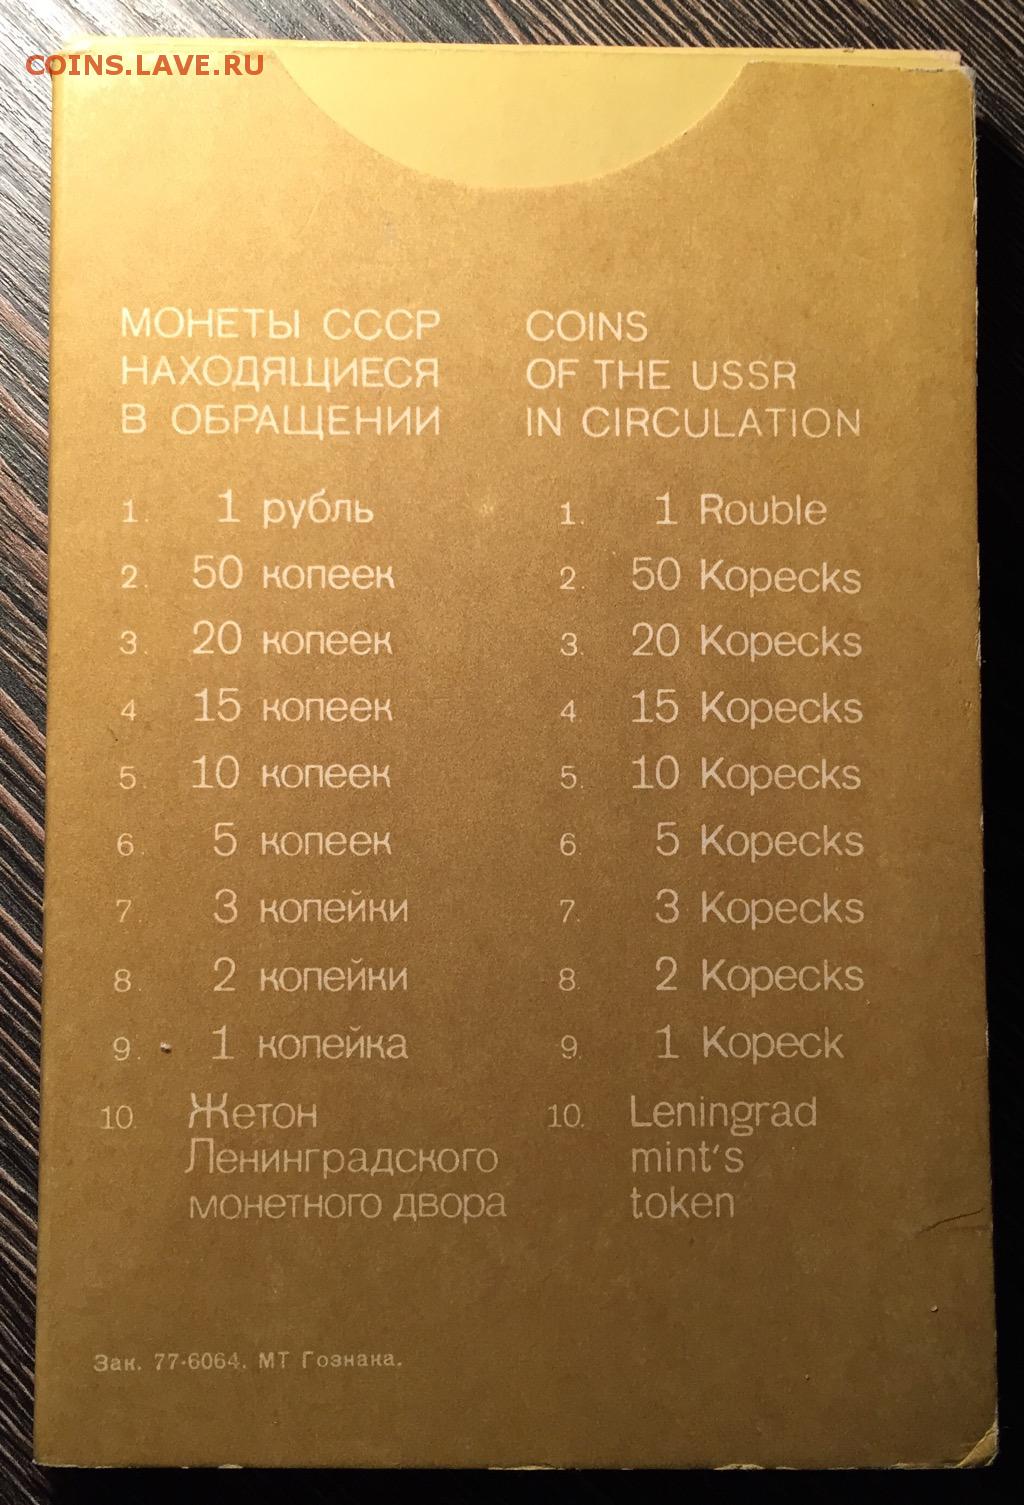 COINS.LAVE.RU
МОНЕТЫ СССР
НАХОДЯЩИЕСЯ
В ОБРАЩЕНИИ
1. 1 рубль
2. 50 копеек
3. 20 копеек
4 15 копеек
5. 10 копеек
6. 5 копеек
7. 3 копейки
8. 2 копейки
9. 1 копейка
10. Жетон
Ленинградского
монетного двора
COINS
OF THE USSR
IN CIRCULATION
1. 1 Rouble
2. 50 Kopecks
3. 20 Kopecks
4 15 Kopecks
5. 10 Kopecks
6. 5 Kopecks
7. 3 Kopecks
8. 2 Kopecks
9. 1 Kopeck
10. Leningrad
mint's
token
Зак. 77-6064. МТ Гознака.